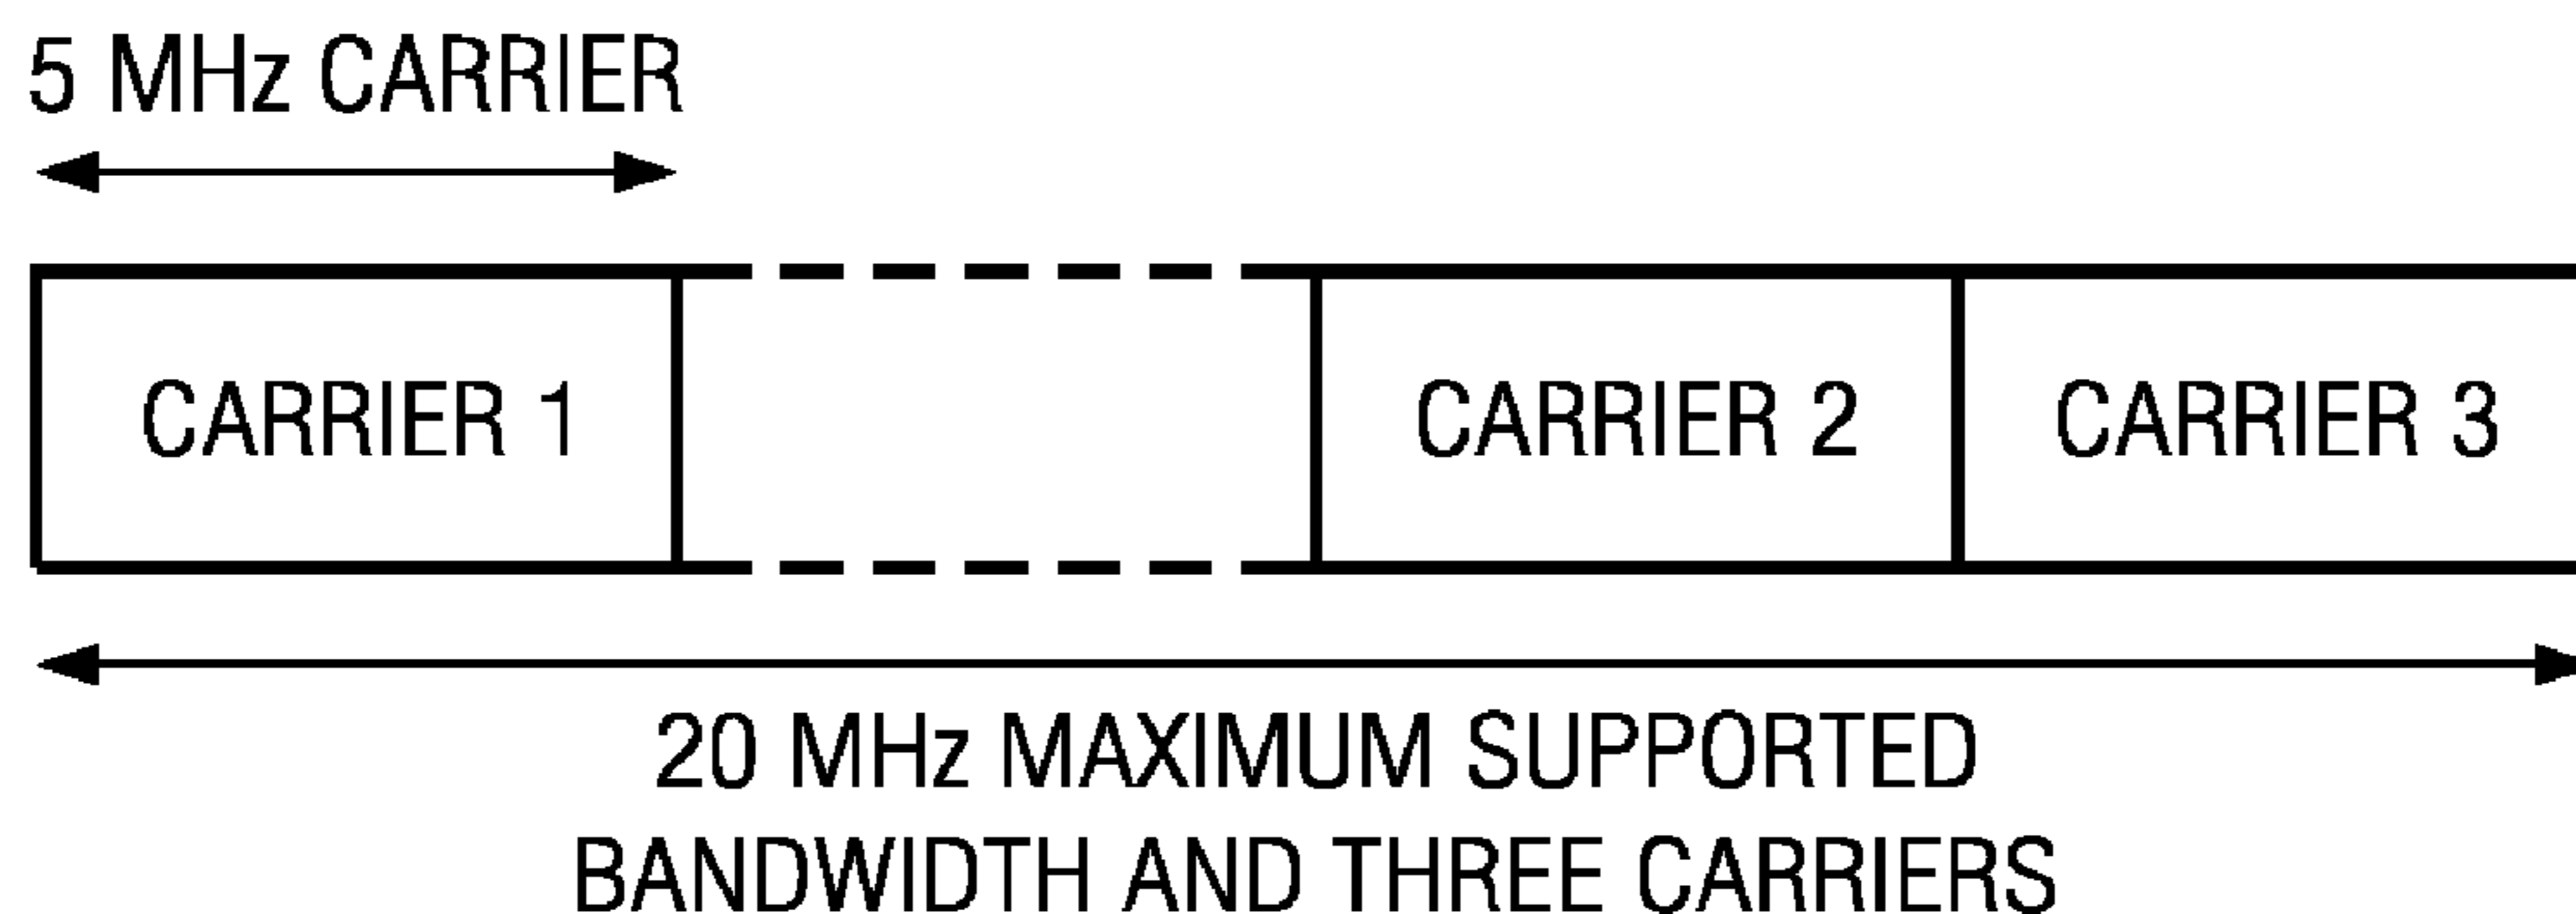 5 MHz CARRIER
CARRIER 1
CARRIER 2
CARRIER 3
20 MHz MAXIMUM SUPPORTED
BANDWIDTH AND THREE CARRIERS